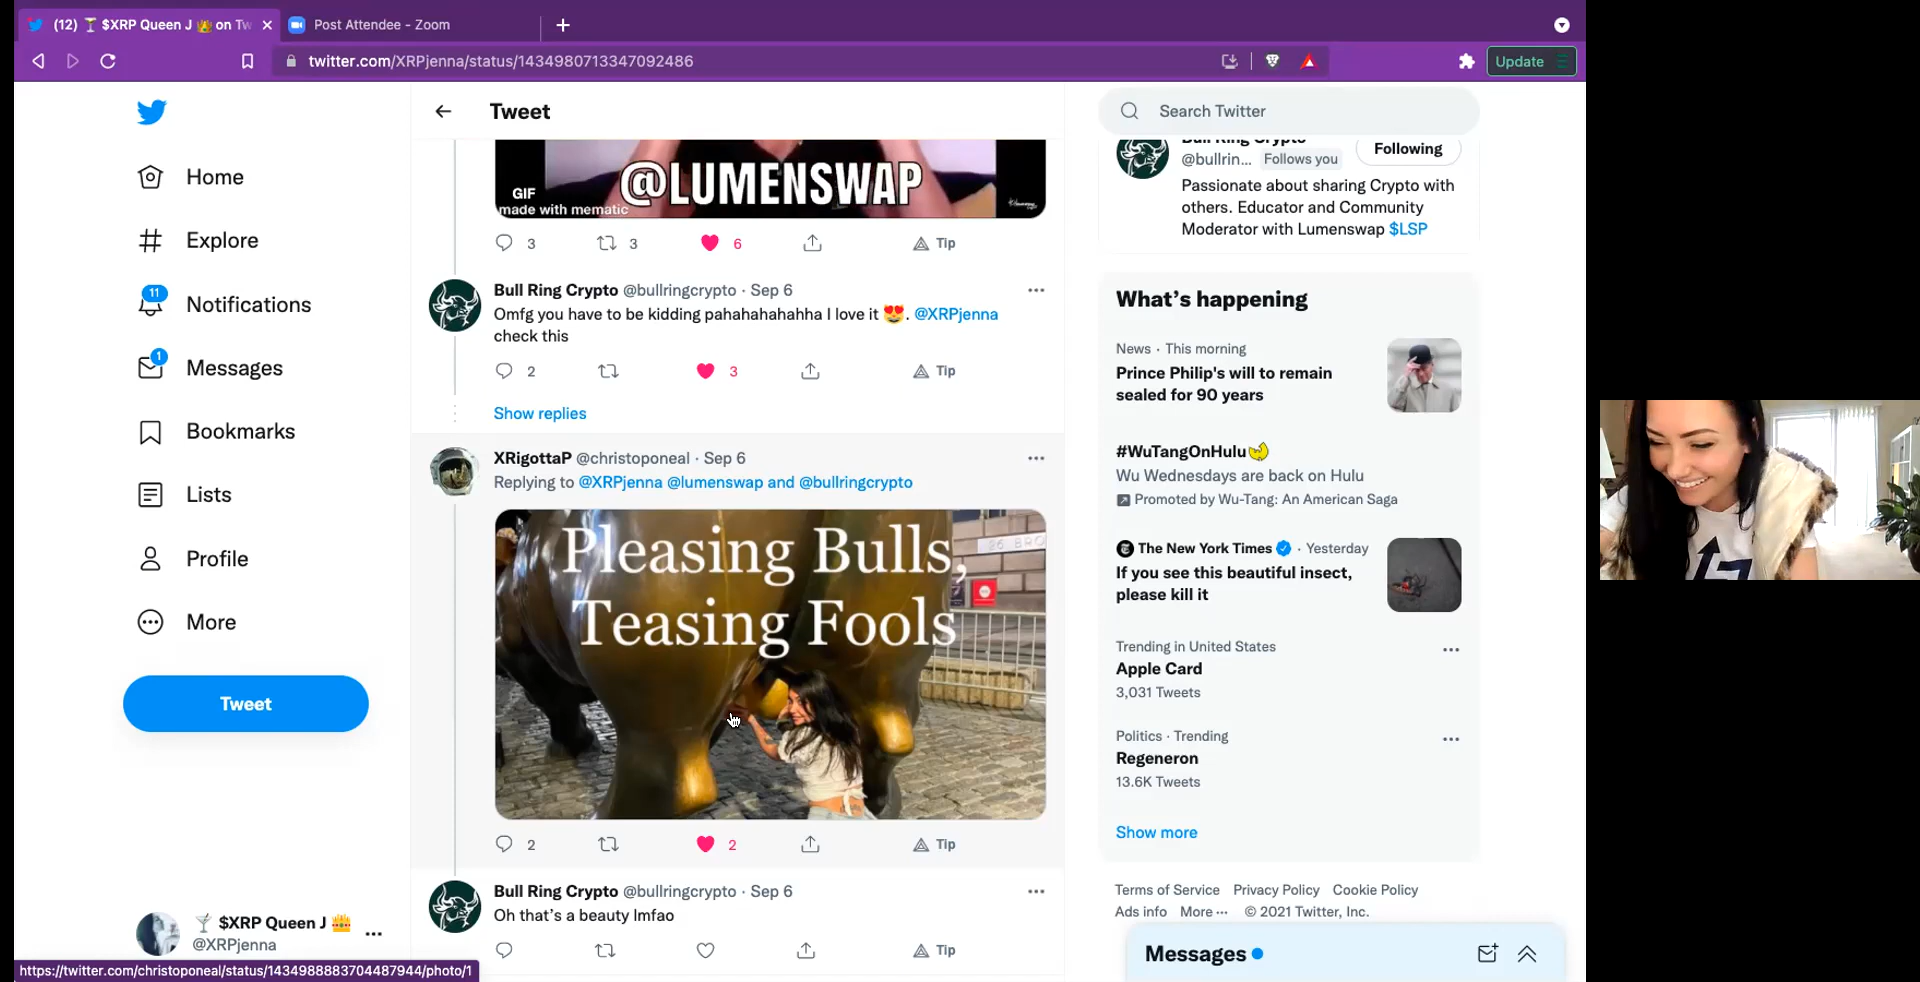 (12) 🍸 $XRP Queen J 👑 on Tw
Post Attendee - Zoom
twitter.com/XRPjenna/status/1434980713347092486
Update
Home
Explore
11
Notifications
1
Messages
Bookmarks
Lists
Profile
More
Tweet
🍸 $XRP Queen J 👑
@XRPjenna
https://twitter.com/christoponeal/status/1434988883704487944/photo/1
Tweet
@LUMENSWAP
GIF
made with mematic
3 3 6 Tip
Bull Ring Crypto @bullringcrypto · Sep 6
Omfg you have to be kidding pahahahahahha I love it 😍. @XRPjenna
check this
2 3 Tip
Show replies
XRigottaP @christoponeal · Sep 6
Replying to @XRPjenna @lumenswap and @bullringcrypto
Pleasing Bulls,
Teasing Fools
26 BRO
2 2 Tip
Bull Ring Crypto @bullringcrypto · Sep 6
Oh that's a beauty lmfao
Tip
Search Twitter
Bull Ring Crypto
@bullrin... Follows you
Following
Passionate about sharing Crypto with
others. Educator and Community
Moderator with Lumenswap $LSP
What's happening
News · This morning
Prince Philip's will to remain
sealed for 90 years
#WuTangOnHulu
Wu Wednesdays are back on Hulu
Promoted by Wu-Tang: An American Saga
The New York Times · Yesterday
If you see this beautiful insect,
please kill it
Trending in United States
Apple Card
3,031 Tweets
Politics · Trending
Regeneron
13.6K Tweets
Show more
Terms of Service Privacy Policy Cookie Policy
Ads info More ··· © 2021 Twitter, Inc.
Messages